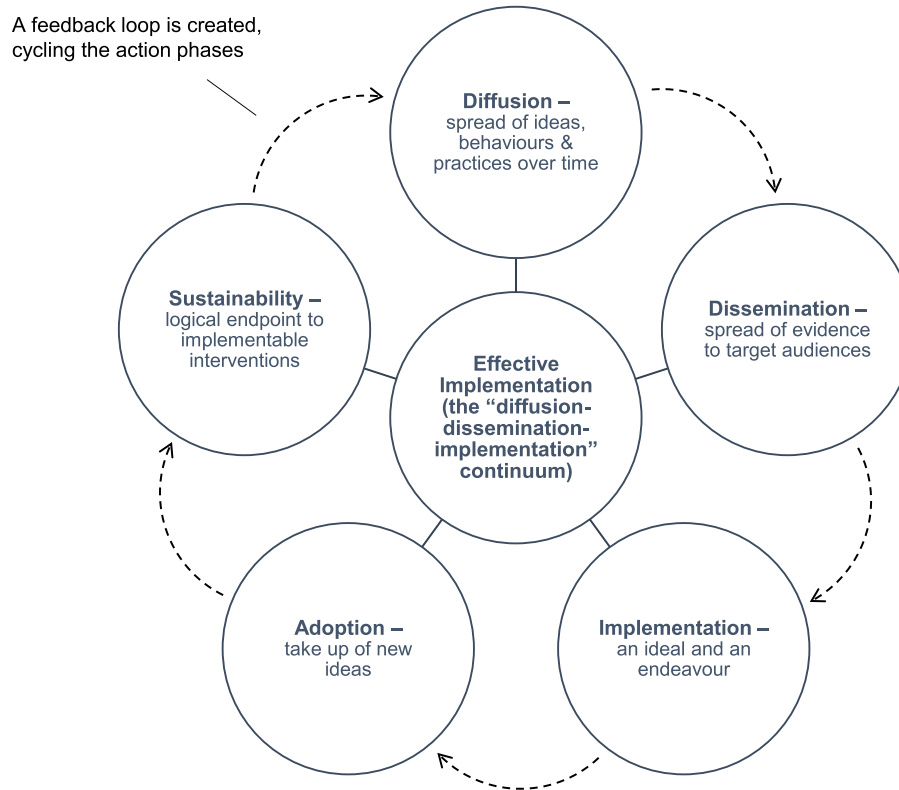 A feedback loop is created,
cycling the action phases
Diffusion –
spread of ideas,
behaviours &
practices over time
Dissemination –
spread of evidence
to target audiences
Implementation –
an ideal and an
endeavour
Adoption –
take up of new
ideas
Sustainability –
logical endpoint to
implementable
interventions
Effective
Implementation
(the “diffusion-
dissemination-
implementation”
continuum)